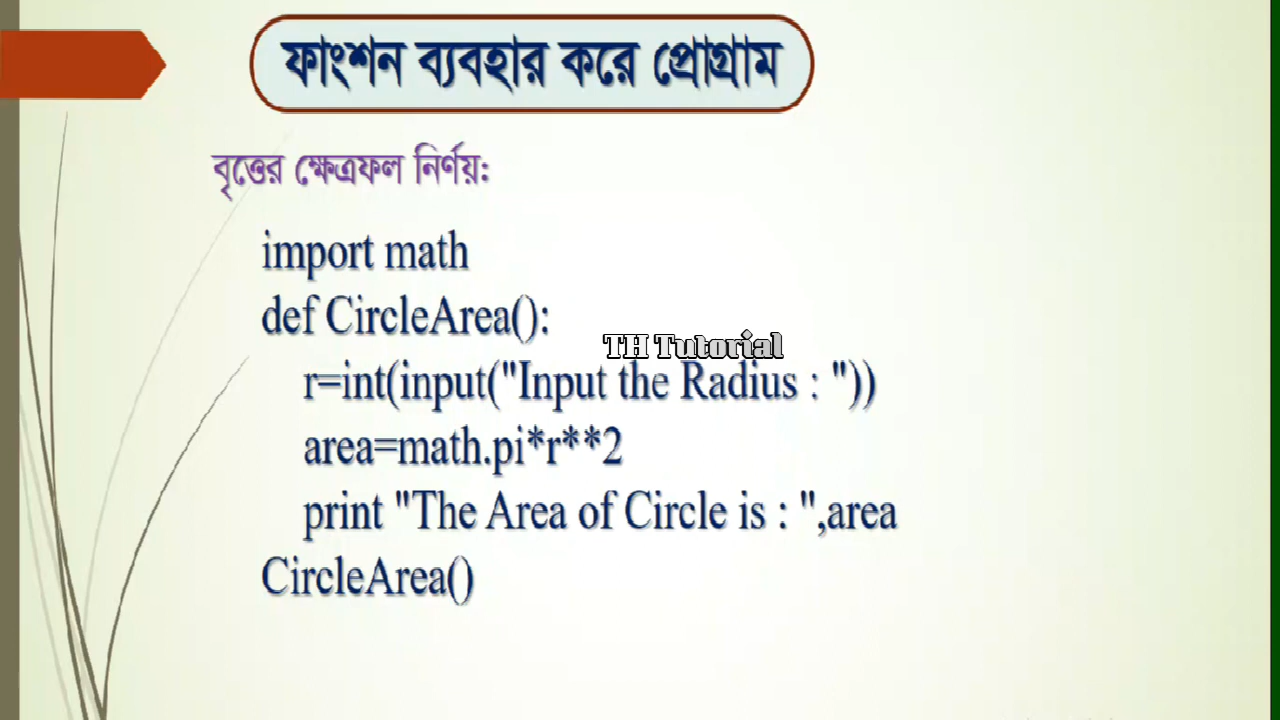 ফাংশন ব্যবহার করে প্রোগ্রাম
বৃত্তের ক্ষেত্রফল নির্ণয়ঃ
import math
def CircleArea():
TH Tutorial
r=int(input("Input the Radius : "))
area=math.pi*r**2
print "The Area of Circle is : ",area
CircleArea()